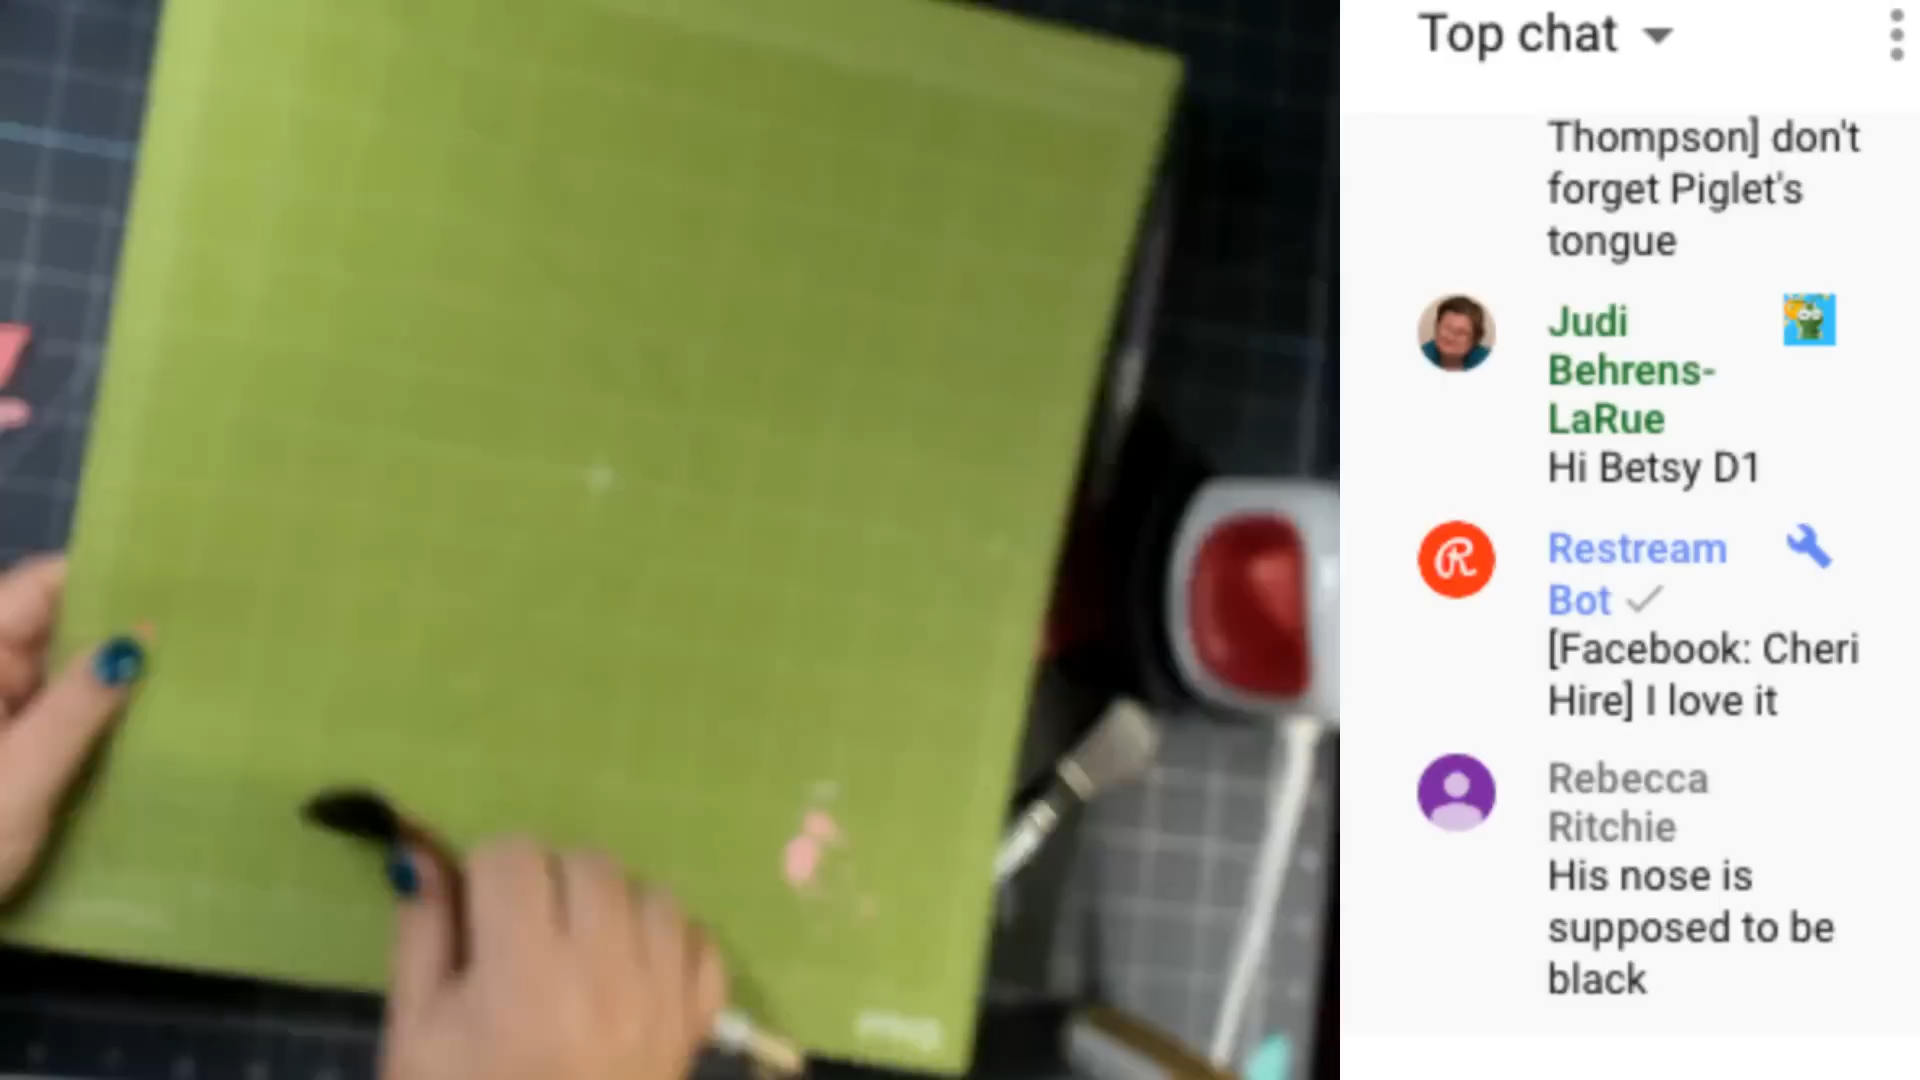 Top chat
Thompson] don't
forget Piglet's
tongue
Judi
Behrens-
LaRue
Hi Betsy D1
Restream
Bot
[Facebook: Cheri
Hire] I love it
Rebecca
Ritchie
His nose is
supposed to be
black